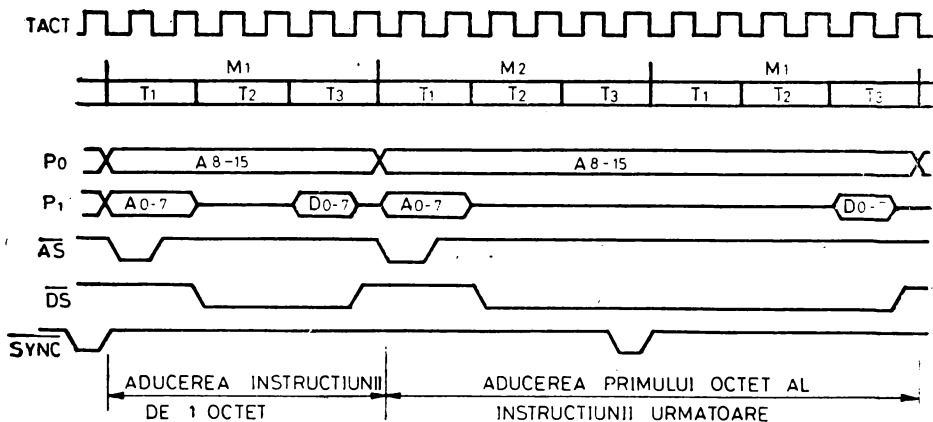 TACT
M1 M2 M1
T1 T2 T3 T1 T2 T3 T1 T2 T3
P0 A8-15 A8-15
P1 A0-7 D0-7 A0-7 D0-7
AS
DS
SYNC
ADUCEREA INSTRUCTIUNII
DE 1 OCTET
ADUCEREA PRIMULUI OCTET AL
INSTRUCTIUNII URMATOARE